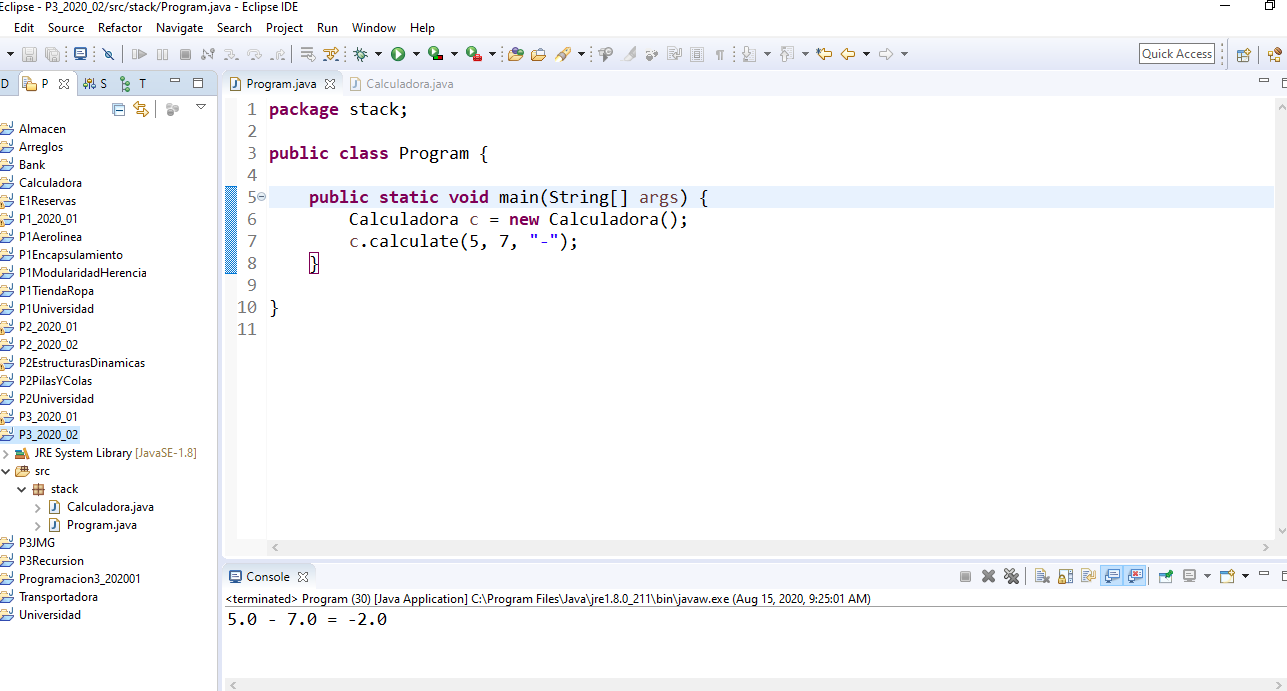 Eclipse - P3_2020_02/src/stack/Program.java - Eclipse IDE
Edit Source Refactor Navigate Search Project Run Window Help
Quick Access
D P S T
Almacen
Arreglos
Bank
Calculadora
E1Reservas
P1_2020_01
P1Aerolinea
P1Encapsulamiento
P1ModularidadHerencia
P1TiendaRopa
P1Universidad
P2_2020_01
P2_2020_02
P2EstructurasDinamicas
P2PilasYColas
P2Universidad
P3_2020_01
P3_2020_02
JRE System Library [JavaSE-1.8]
src
stack
Calculadora.java
Program.java
P3JMG
P3Recursion
Programacion3_202001
Transportadora
Universidad
Program.java Calculadora.java
1 package stack;
2
3 public class Program {
4
5 public static void main(String[] args) {
6 Calculadora c = new Calculadora();
7 c.calculate(5, 7, "-");
8 }
9
10 }
11
Console
<terminated> Program (30) [Java Application] C:\Program Files\Java\jre1.8.0_211\bin\javaw.exe (Aug 15, 2020, 9:25:01 AM)
5.0 - 7.0 = -2.0